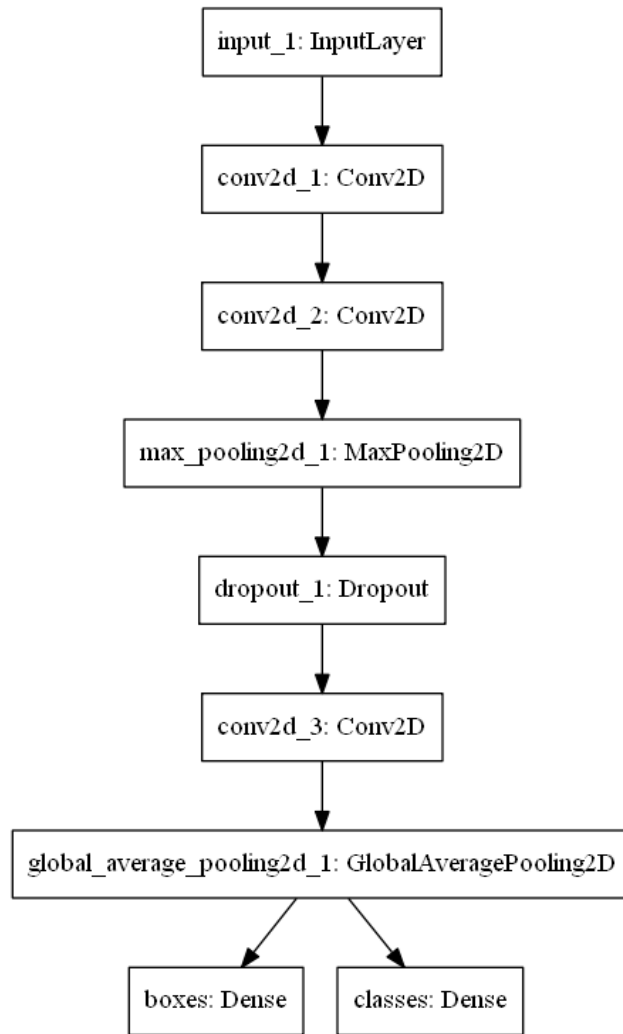 input_1: InputLayer
conv2d_1: Conv2D
conv2d_2: Conv2D
max_pooling2d_1: MaxPooling2D
dropout_1: Dropout
conv2d_3: Conv2D
global_average_pooling2d_1: GlobalAveragePooling2D
boxes: Dense
classes: Dense